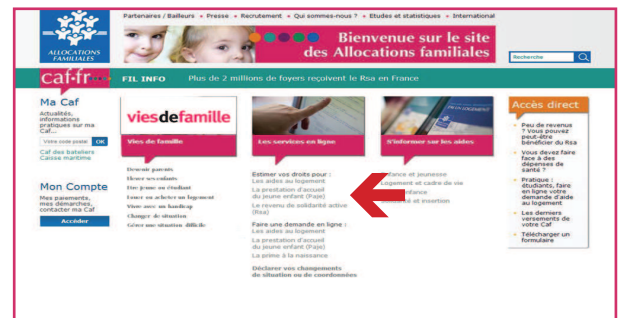 Partenaires / Bailleurs • Presse • Recrutement • Qui sommes-nous ? • Etudes et statistiques • International
ALLOCATIONS
FAMILIALES
Bienvenue sur le site
des Allocations familiales
Recherche
caf.fr
FIL INFO Plus de 2 millions de foyers reçoivent le Rsa en France
Ma Caf
Actualités,
informations
pratiques sur ma
Caf...
Votre code postal OK
Caf des bateliers
Caisse maritime
Mon Compte
Mes paiements,
mes démarches,
contacter ma Caf
Accéder
viesdefamille
Vies de famille
Devenir parents
Elever ses enfants
Etre jeune ou étudiant
Louer ou acheter un logement
Vivre avec un handicap
Changer de situation
Gérer une situation difficile
Les services en ligne
Estimer vos droits pour :
Les aides au logement
La prestation d'accueil
du jeune enfant (Paje)
Le revenu de solidarité active
(Rsa)
Faire une demande en ligne :
Les aides au logement
La prestation d'accueil
du jeune enfant (Paje)
La prime à la naissance
Déclarer vos changements
de situation ou de coordonnées
S'informer sur les aides
et jeunesse
Logement et cadre de vie
et insertion
Accès direct
Peu de revenus
? Vous pouvez
peut-être
bénéficier du Rsa
Vous devez faire
face à des
dépenses de
santé ?
Pratique :
étudiants, faire
en ligne votre
demande d'aide
au logement
Les derniers
versements de
votre Caf
Télécharger un
formulaire